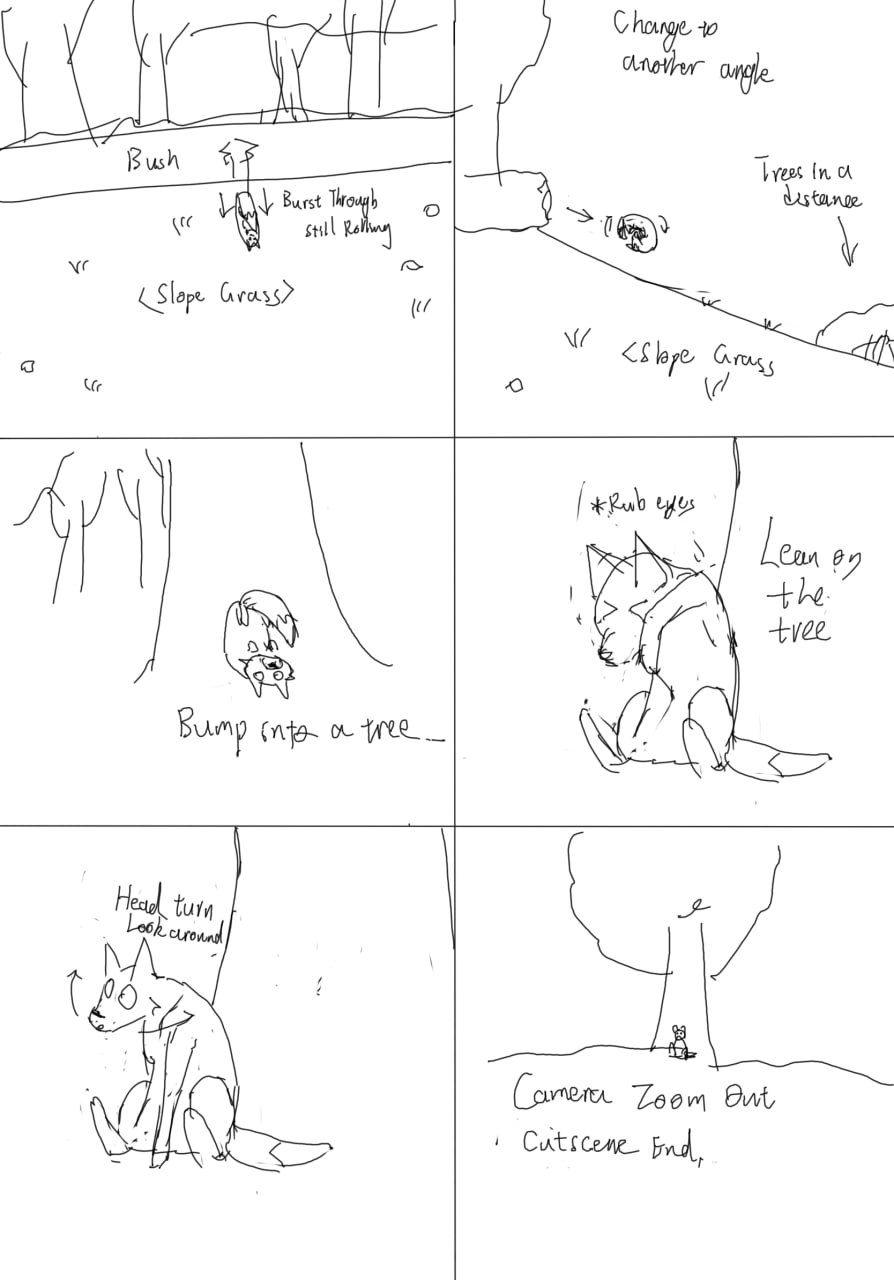 Bush
Burst Through
still Rolling
<Slope Grass>
Change to
another angle
Trees In a
distance
<Slope Grass
Bump into a tree...
*Rub eyes
Lean on
the
tree
Head turn
Look around
Camera Zoom Out
Cutscene End.